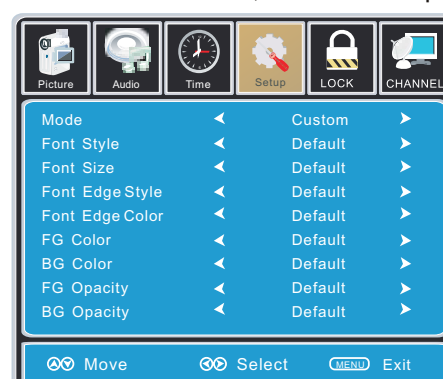 Picture Audio Time Setup LOCK CHANNEL
Mode Custom
Font Style Default
Font Size Default
Font Edge Style Default
Font Edge Color Default
FG Color Default
BG Color Default
FG Opacity Default
BG Opacity Default
Move Select MENU Exit